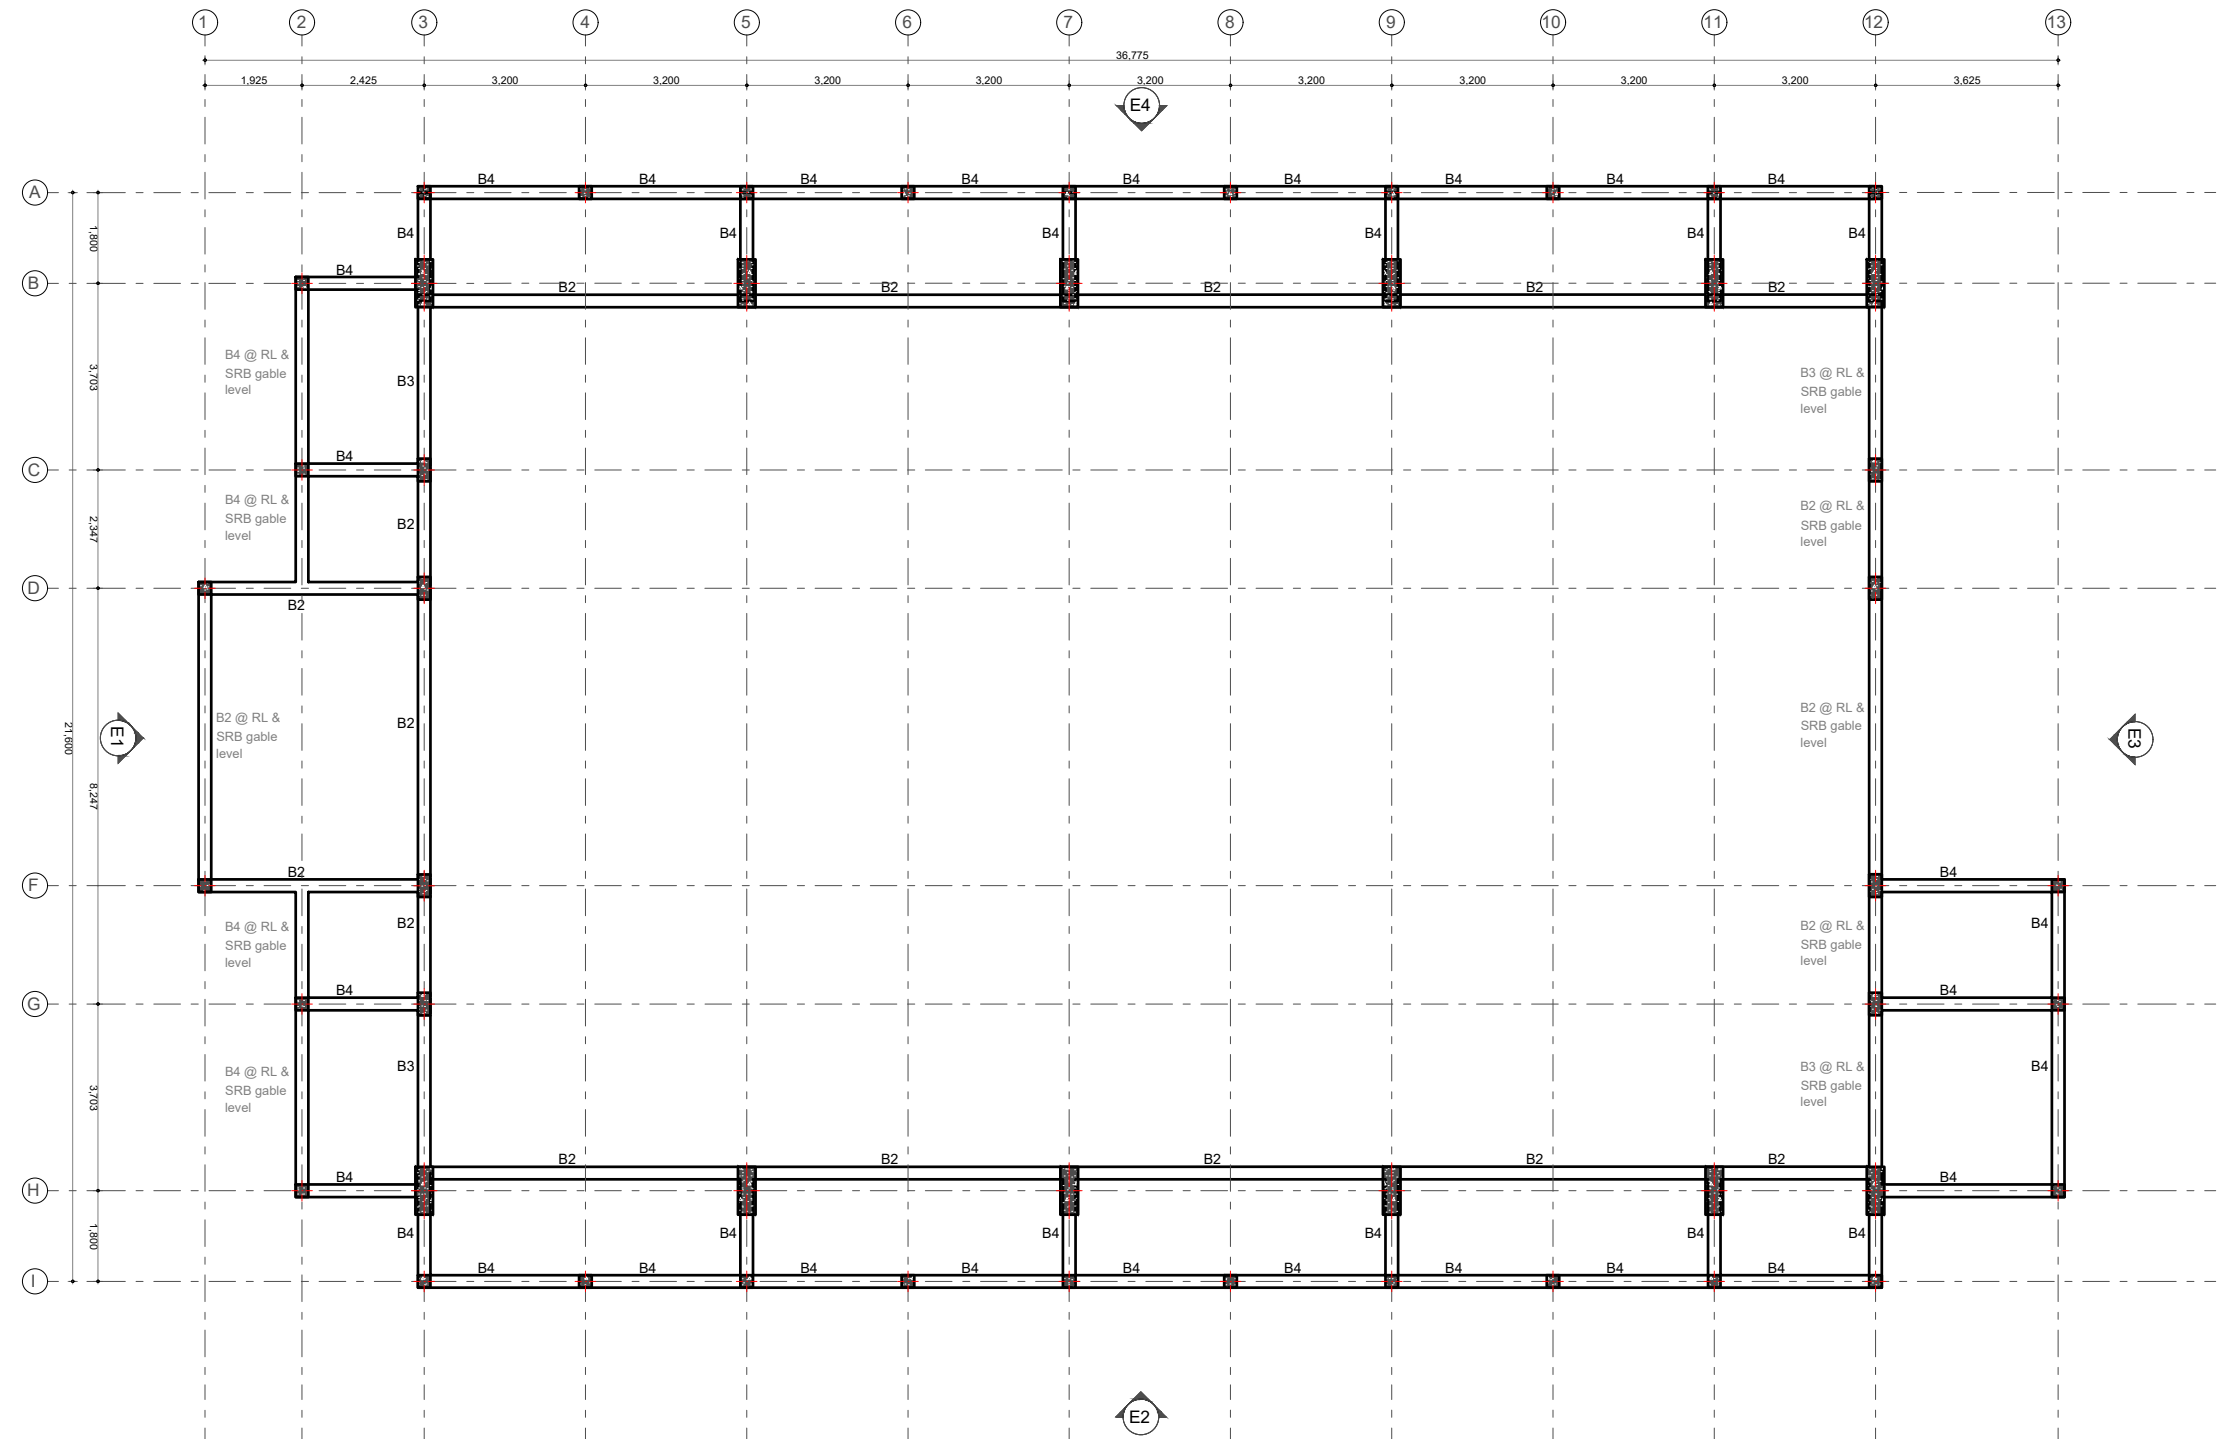 1 2 3 4 5 6 7 8 9 10 11 12 13
36,775
1,925 2,425 3,200 3,200 3,200 3,200 3,200 3,200 3,200 3,200 3,200 3,625
E4
A
B4 B4 B4 B4 B4 B4 B4 B4 B4
1,800
B4 B4 B4 B4 B4 B4
B
B4
B2 B2 B2 B2 B2
3,703
B4 @ RL &
SRB gable
level
B3
B3 @ RL &
SRB gable
level
C
B4
2,347
B4 @ RL &
SRB gable
level
B2
B2 @ RL &
SRB gable
level
D
B2
21,600
E1
B2 @ RL &
SRB gable
level
B2
B2 @ RL &
SRB gable
level
E3
8,247
F
B2
B4
B4 @ RL &
SRB gable
level
B2
B2 @ RL &
SRB gable
level
B4
G
B4
B4
3,703
B4 @ RL &
SRB gable
level
B3
B3 @ RL &
SRB gable
level
B4
B2 B2 B2 B2 B2
H
B4
B4
1,800
B4 B4 B4 B4 B4 B4
I
B4 B4 B4 B4 B4 B4 B4 B4 B4
E2